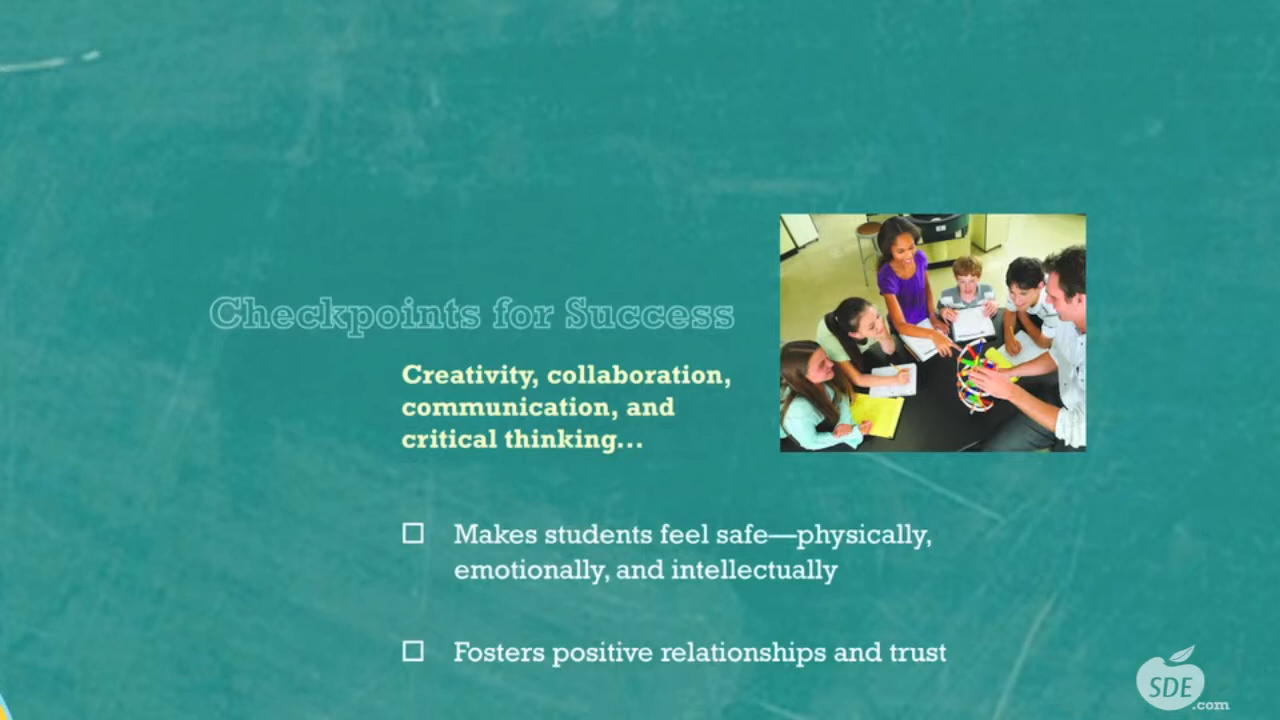 Checkpoints for Success
Creativity, collaboration,
communication, and
critical thinking...
Makes students feel safe—physically,
emotionally, and intellectually
Fosters positive relationships and trust
SDE
.com